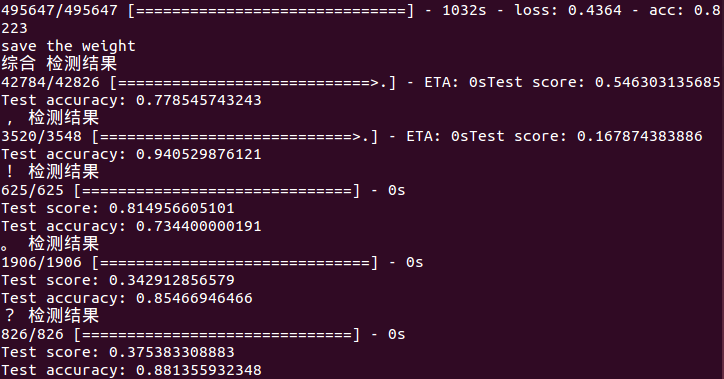 495647/495647 [==============================] - 1032s - loss: 0.4364 - acc: 0.8
223
save the weight
综合 检测结果
42784/42826 [============================>.] - ETA: 0sTest score: 0.546303135685
Test accuracy: 0.778545743243
， 检测结果
3520/3548 [============================>.] - ETA: 0sTest score: 0.167874383886
Test accuracy: 0.940529876121
！ 检测结果
625/625 [==============================] - 0s
Test score: 0.814956605101
Test accuracy: 0.734400000191
。 检测结果
1906/1906 [==============================] - 0s
Test score: 0.342912856579
Test accuracy: 0.85466946466
？ 检测结果
826/826 [==============================] - 0s
Test score: 0.375383308883
Test accuracy: 0.881355932348